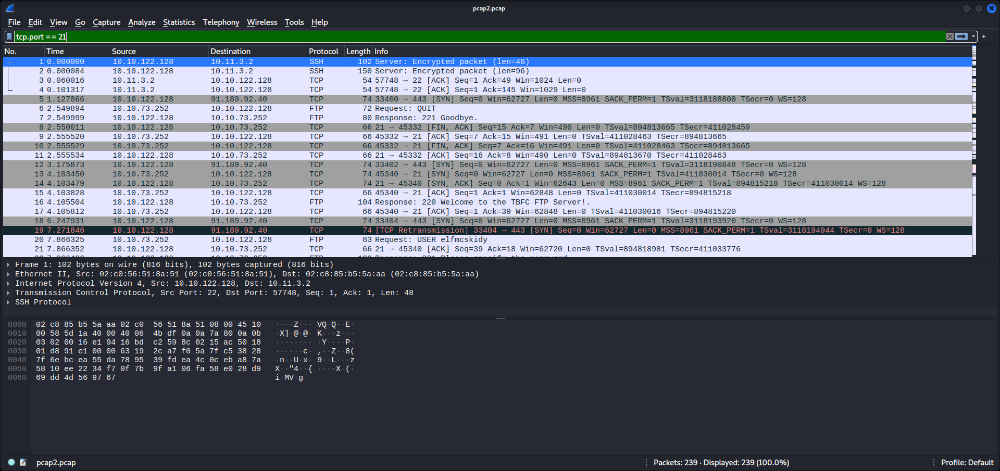 pcap2.pcap
File Edit View Go Capture Analyze Statistics Telephony Wireless Tools Help
tcp.port == 21
No. Time Source Destination Protocol Length Info
1 0.000000 10.10.122.128 10.11.3.2 SSH 102 Server: Encrypted packet (len=48)
2 0.000084 10.10.122.128 10.11.3.2 SSH 150 Server: Encrypted packet (len=96)
3 0.060016 10.11.3.2 10.10.122.128 TCP 54 57748 → 22 [ACK] Seq=1 Ack=49 Win=1024 Len=0
4 0.101317 10.11.3.2 10.10.122.128 TCP 54 57748 → 22 [ACK] Seq=1 Ack=145 Win=1029 Len=0
5 1.127866 10.10.122.128 91.189.92.40 TCP 74 33400 → 443 [SYN] Seq=0 Win=62727 Len=0 MSS=8961 SACK_PERM=1 TSval=3118188800 TSecr=0 WS=128
6 2.549894 10.10.73.252 10.10.122.128 FTP 72 Request: QUIT
7 2.549999 10.10.122.128 10.10.73.252 FTP 80 Response: 221 Goodbye.
8 2.550011 10.10.122.128 10.10.73.252 TCP 66 21 → 45332 [FIN, ACK] Seq=15 Ack=7 Win=490 Len=0 TSval=894813665 TSecr=411028459
9 2.555520 10.10.73.252 10.10.122.128 TCP 66 45332 → 21 [ACK] Seq=7 Ack=15 Win=491 Len=0 TSval=411028463 TSecr=894813665
10 2.555529 10.10.73.252 10.10.122.128 TCP 66 45332 → 21 [FIN, ACK] Seq=7 Ack=16 Win=491 Len=0 TSval=411028463 TSecr=894813665
11 2.555534 10.10.122.128 10.10.73.252 TCP 66 21 → 45332 [ACK] Seq=16 Ack=8 Win=490 Len=0 TSval=894813670 TSecr=411028463
12 3.175873 10.10.122.128 91.189.92.40 TCP 74 33402 → 443 [SYN] Seq=0 Win=62727 Len=0 MSS=8961 SACK_PERM=1 TSval=3118190848 TSecr=0 WS=128
13 4.103450 10.10.73.252 10.10.122.128 TCP 74 45340 → 21 [SYN] Seq=0 Win=62727 Len=0 MSS=8961 SACK_PERM=1 TSval=411030014 TSecr=0 WS=128
14 4.103479 10.10.122.128 10.10.73.252 TCP 74 21 → 45340 [SYN, ACK] Seq=0 Ack=1 Win=62643 Len=0 MSS=8961 SACK_PERM=1 TSval=894815218 TSecr=411030014 WS=128
15 4.103828 10.10.73.252 10.10.122.128 TCP 66 45340 → 21 [ACK] Seq=1 Ack=1 Win=62848 Len=0 TSval=411030014 TSecr=894815218
16 4.105504 10.10.122.128 10.10.73.252 FTP 104 Response: 220 Welcome to the TBFC FTP Server!.
17 4.105812 10.10.73.252 10.10.122.128 TCP 66 45340 → 21 [ACK] Seq=1 Ack=39 Win=62848 Len=0 TSval=411030016 TSecr=894815220
18 6.247931 10.10.122.128 91.189.92.40 TCP 74 33404 → 443 [SYN] Seq=0 Win=62727 Len=0 MSS=8961 SACK_PERM=1 TSval=3118193920 TSecr=0 WS=128
19 7.271846 10.10.122.128 91.189.92.40 TCP 74 [TCP Retransmission] 33404 → 443 [SYN] Seq=0 Win=62727 Len=0 MSS=8961 SACK_PERM=1 TSval=3118194944 TSecr=0 WS=128
20 7.866325 10.10.73.252 10.10.122.128 FTP 83 Request: USER elfmcskidy
21 7.866352 10.10.122.128 10.10.73.252 TCP 66 21 → 45340 [ACK] Seq=39 Ack=18 Win=62720 Len=0 TSval=894818981 TSecr=411033776
Frame 1: 102 bytes on wire (816 bits), 102 bytes captured (816 bits)
Ethernet II, Src: 02:c0:56:51:8a:51 (02:c0:56:51:8a:51), Dst: 02:c8:85:b5:5a:aa (02:c8:85:b5:5a:aa)
Internet Protocol Version 4, Src: 10.10.122.128, Dst: 10.11.3.2
Transmission Control Protocol, Src Port: 22, Dst Port: 57748, Seq: 1, Ack: 1, Len: 48
SSH Protocol
0000 02 c8 85 b5 5a aa 02 c0 56 51 8a 51 08 00 45 10 ····Z··· VQ·Q··E·
0010 00 58 5d 1a 40 00 40 06 4b df 0a 0a 7a 80 0a 0b ·X]·@·@· K···z···
0020 03 02 00 16 e1 94 16 bd c2 59 8c 02 15 ac 50 18 ········ ·Y····P·
0030 01 d8 91 e1 00 00 63 19 2c a7 f0 5a 7f c5 38 28 ······c· ,··Z··8(
0040 7f 6e bc ea 55 da 78 95 39 fd ea 4c 0c eb a8 7a ·n··U·x· 9··L···z
0050 58 10 ee 22 34 f7 0f 7b 9f a1 06 fa 58 e0 28 d9 X··"4··{ ····X·(·
0060 69 dd 4d 56 97 67 i·MV·g
pcap2.pcap Packets: 239 · Displayed: 239 (100.0%) Profile: Default